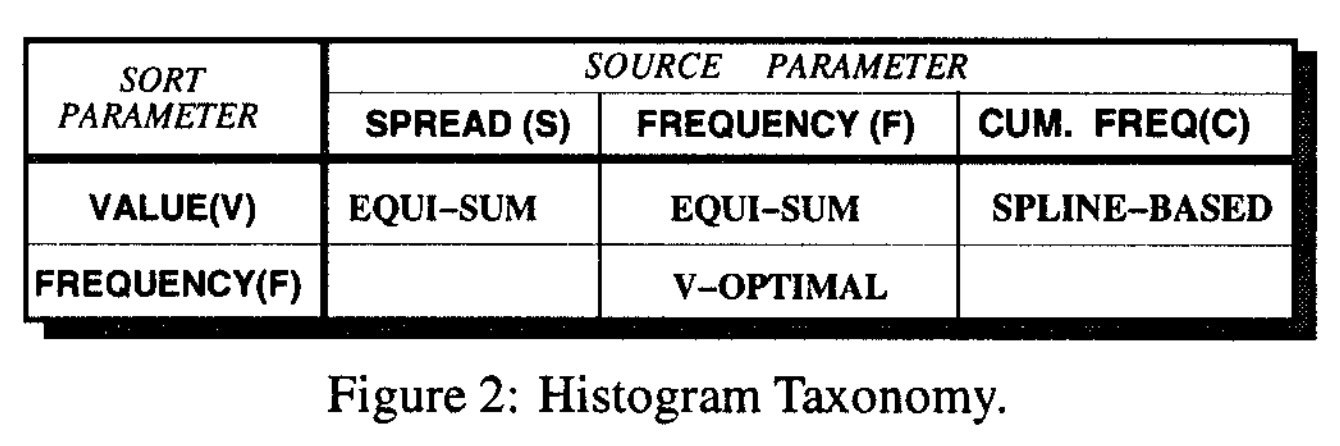 SORT PARAMETER
SOURCE PARAMETER
SPREAD (S) FREQUENCY (F) CUM. FREQ(C)
VALUE(V) EQUI–SUM EQUI–SUM SPLINE–BASED
FREQUENCY(F) V–OPTIMAL
Figure 2: Histogram Taxonomy.